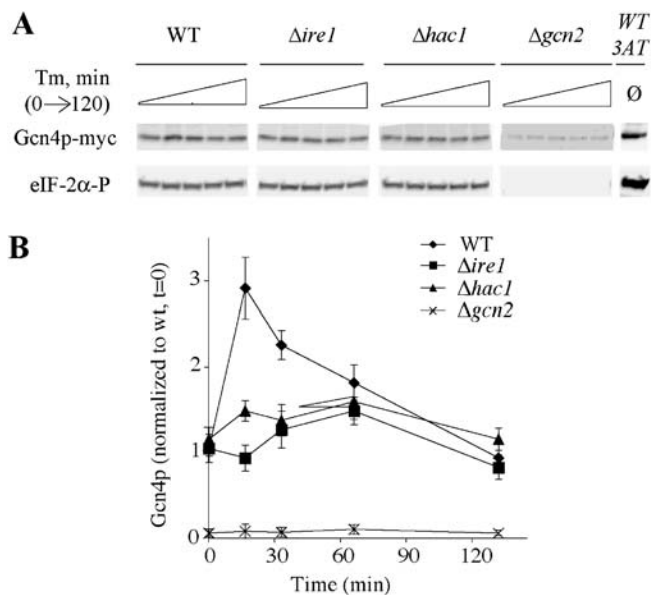 A
WT
Δire1
Δhac1
Δgcn2
WT
3AT
Tm, min
(0→120)
Ø
Gcn4p-myc
eIF-2α-P
B
WT
Δire1
Δhac1
Δgcn2
Gcn4p (normalized to wt, t=0)
3
2
1
0
0 30 60 90 120
Time (min)